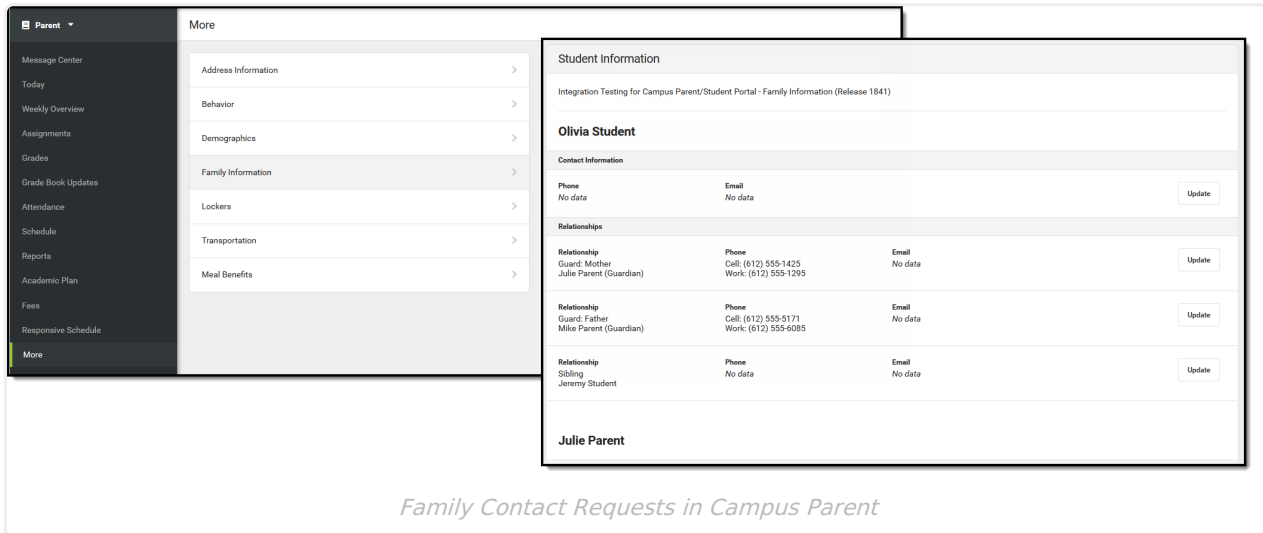 Parent
More
Message Center
Today
Weekly Overview
Assignments
Grades
Grade Book Updates
Attendance
Schedule
Reports
Academic Plan
Fees
Responsive Schedule
More
Address Information
Behavior
Demographics
Family Information
Lockers
Transportation
Meal Benefits
Student Information
Integration Testing for Campus Parent/Student Portal - Family Information (Release 1841)
Olivia Student
Contact Information
Phone Email
No data No data Update
Relationships
Relationship Phone Email
Guard: Mother Cell: (612) 555-1425 No data Update
Julie Parent (Guardian) Work: (612) 555-1295
Relationship Phone Email
Guard: Father Cell: (612) 555-5171 No data Update
Mike Parent (Guardian) Work: (612) 555-6085
Relationship Phone Email
Sibling No data No data Update
Jeremy Student
Julie Parent
Family Contact Requests in Campus Parent